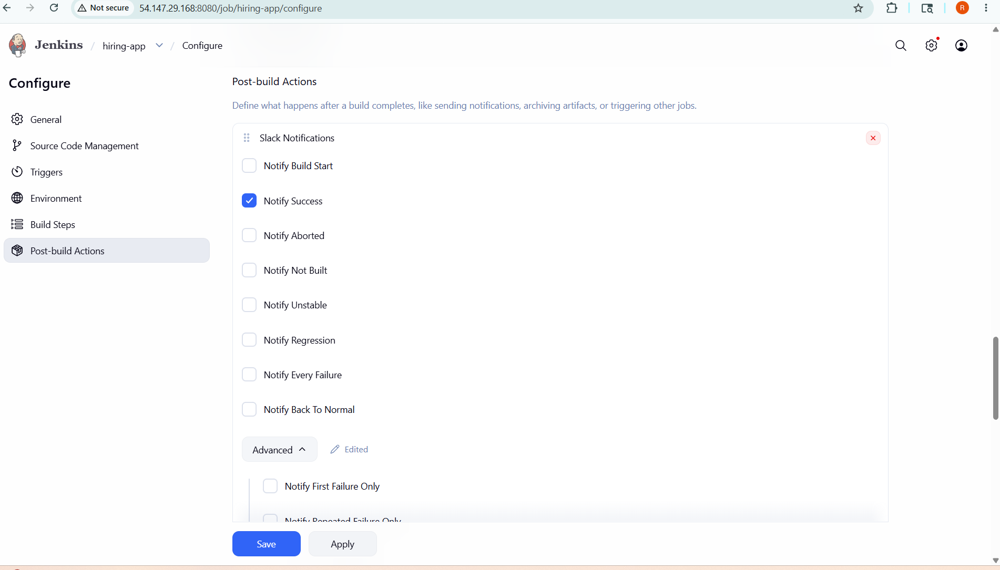 Not secure 54.147.29.168:8080/job/hiring-app/configure R
Jenkins / hiring-app / Configure
Configure
General
Source Code Management
Triggers
Environment
Build Steps
Post-build Actions
Post-build Actions
Define what happens after a build completes, like sending notifications, archiving artifacts, or triggering other jobs.
Slack Notifications
Notify Build Start
Notify Success
Notify Aborted
Notify Not Built
Notify Unstable
Notify Regression
Notify Every Failure
Notify Back To Normal
Advanced Edited
Notify First Failure Only
Notify Repeated Failure Only
Save Apply